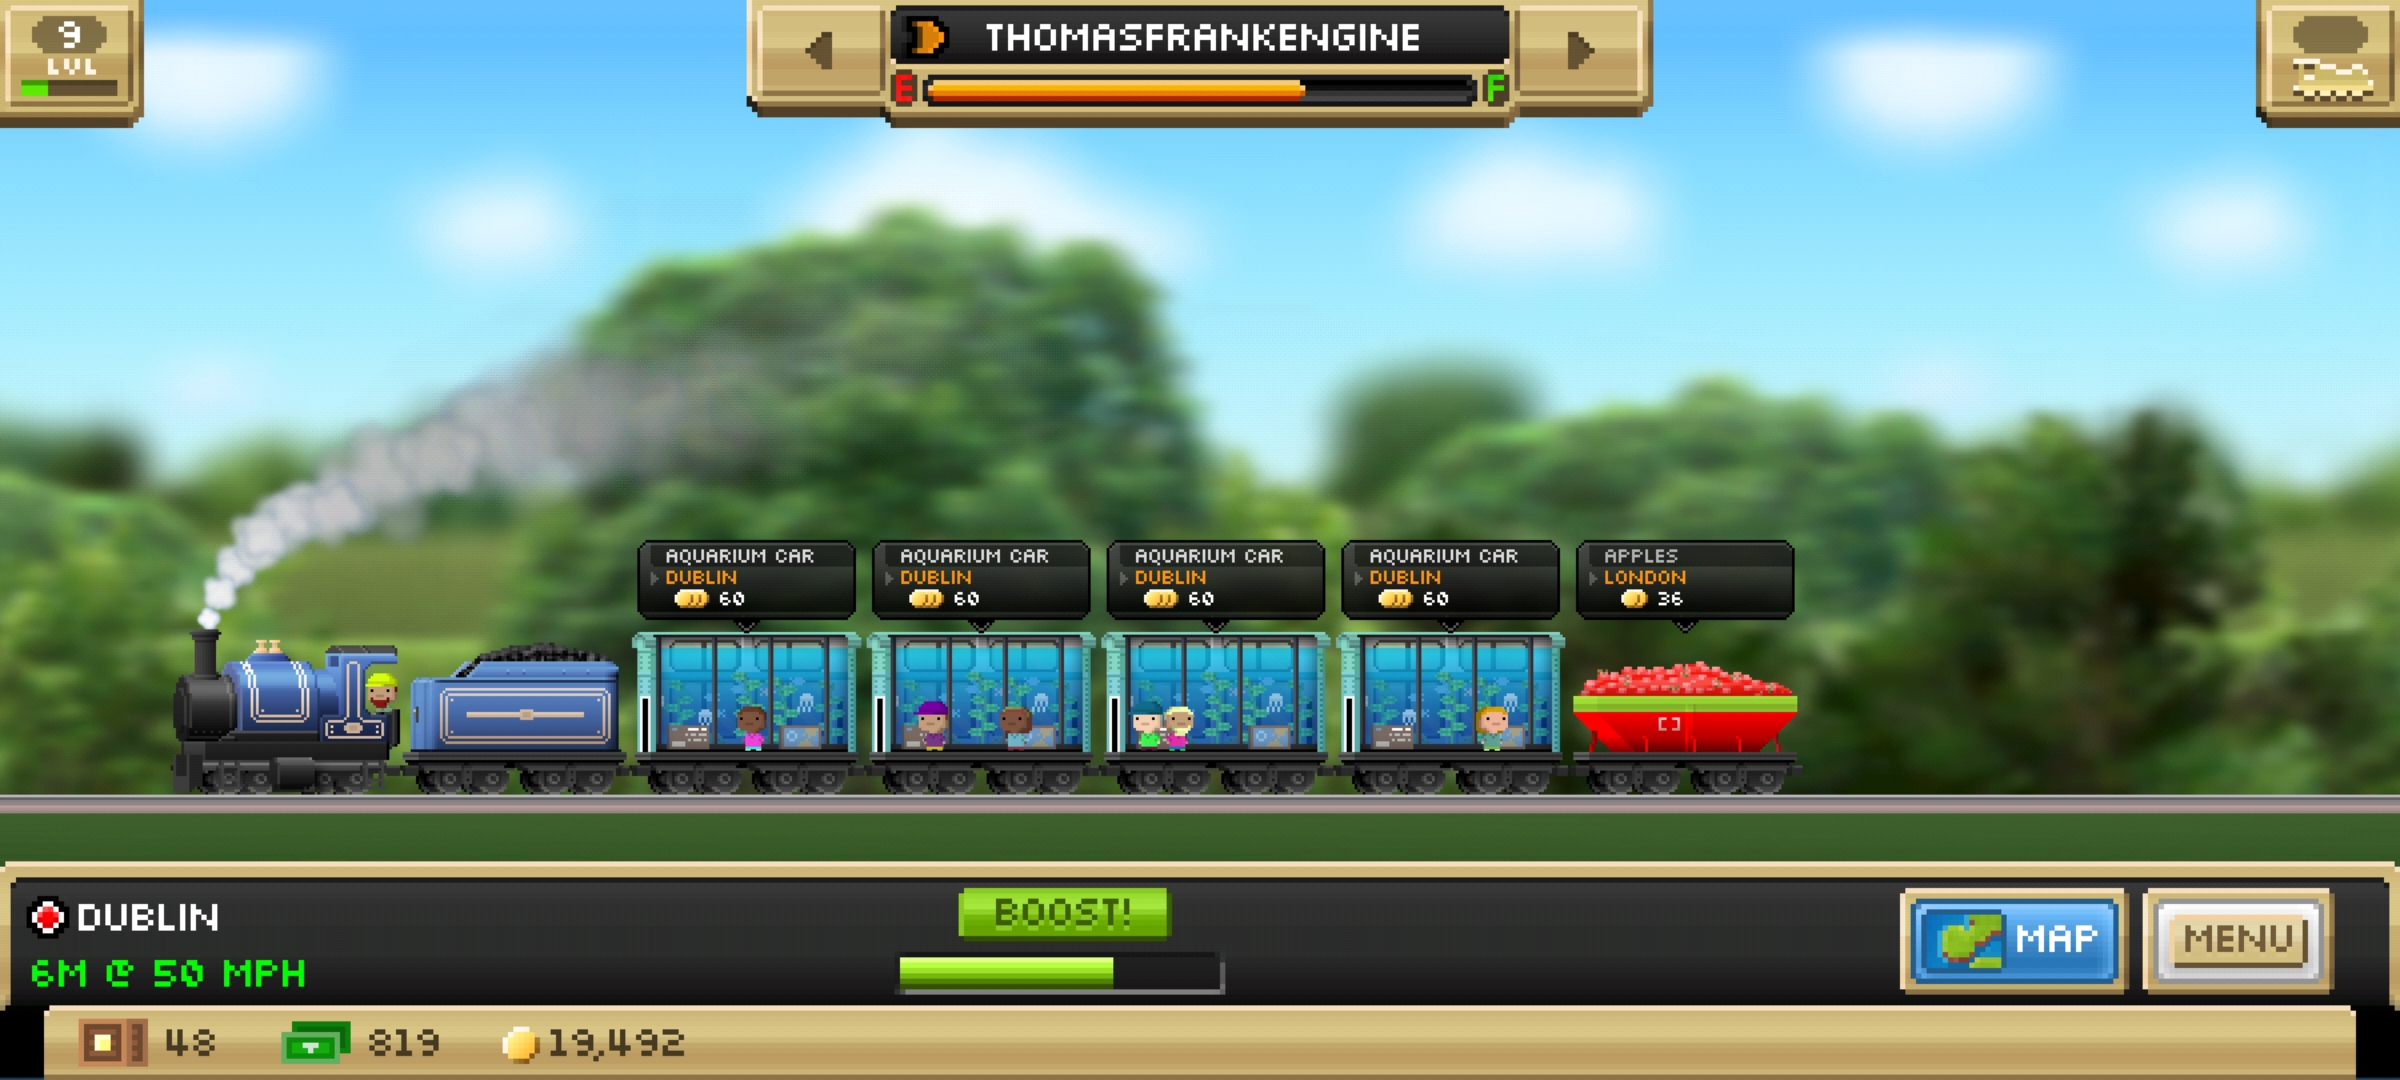 9
LVL
THOMASFRANKENGINE
E F
AQUARIUM CAR
DUBLIN
60
AQUARIUM CAR
DUBLIN
60
AQUARIUM CAR
DUBLIN
60
AQUARIUM CAR
DUBLIN
60
APPLES
LONDON
36
DUBLIN
6M @ 50 MPH
BOOST!
MAP
MENU
48
819
19,492